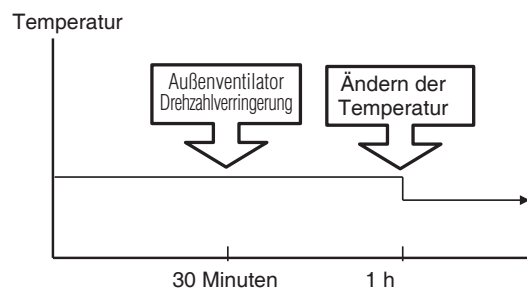 Temperatur
Außenventilator
Drehzahlverringerung
Ändern der
Temperatur
30 Minuten
1 h